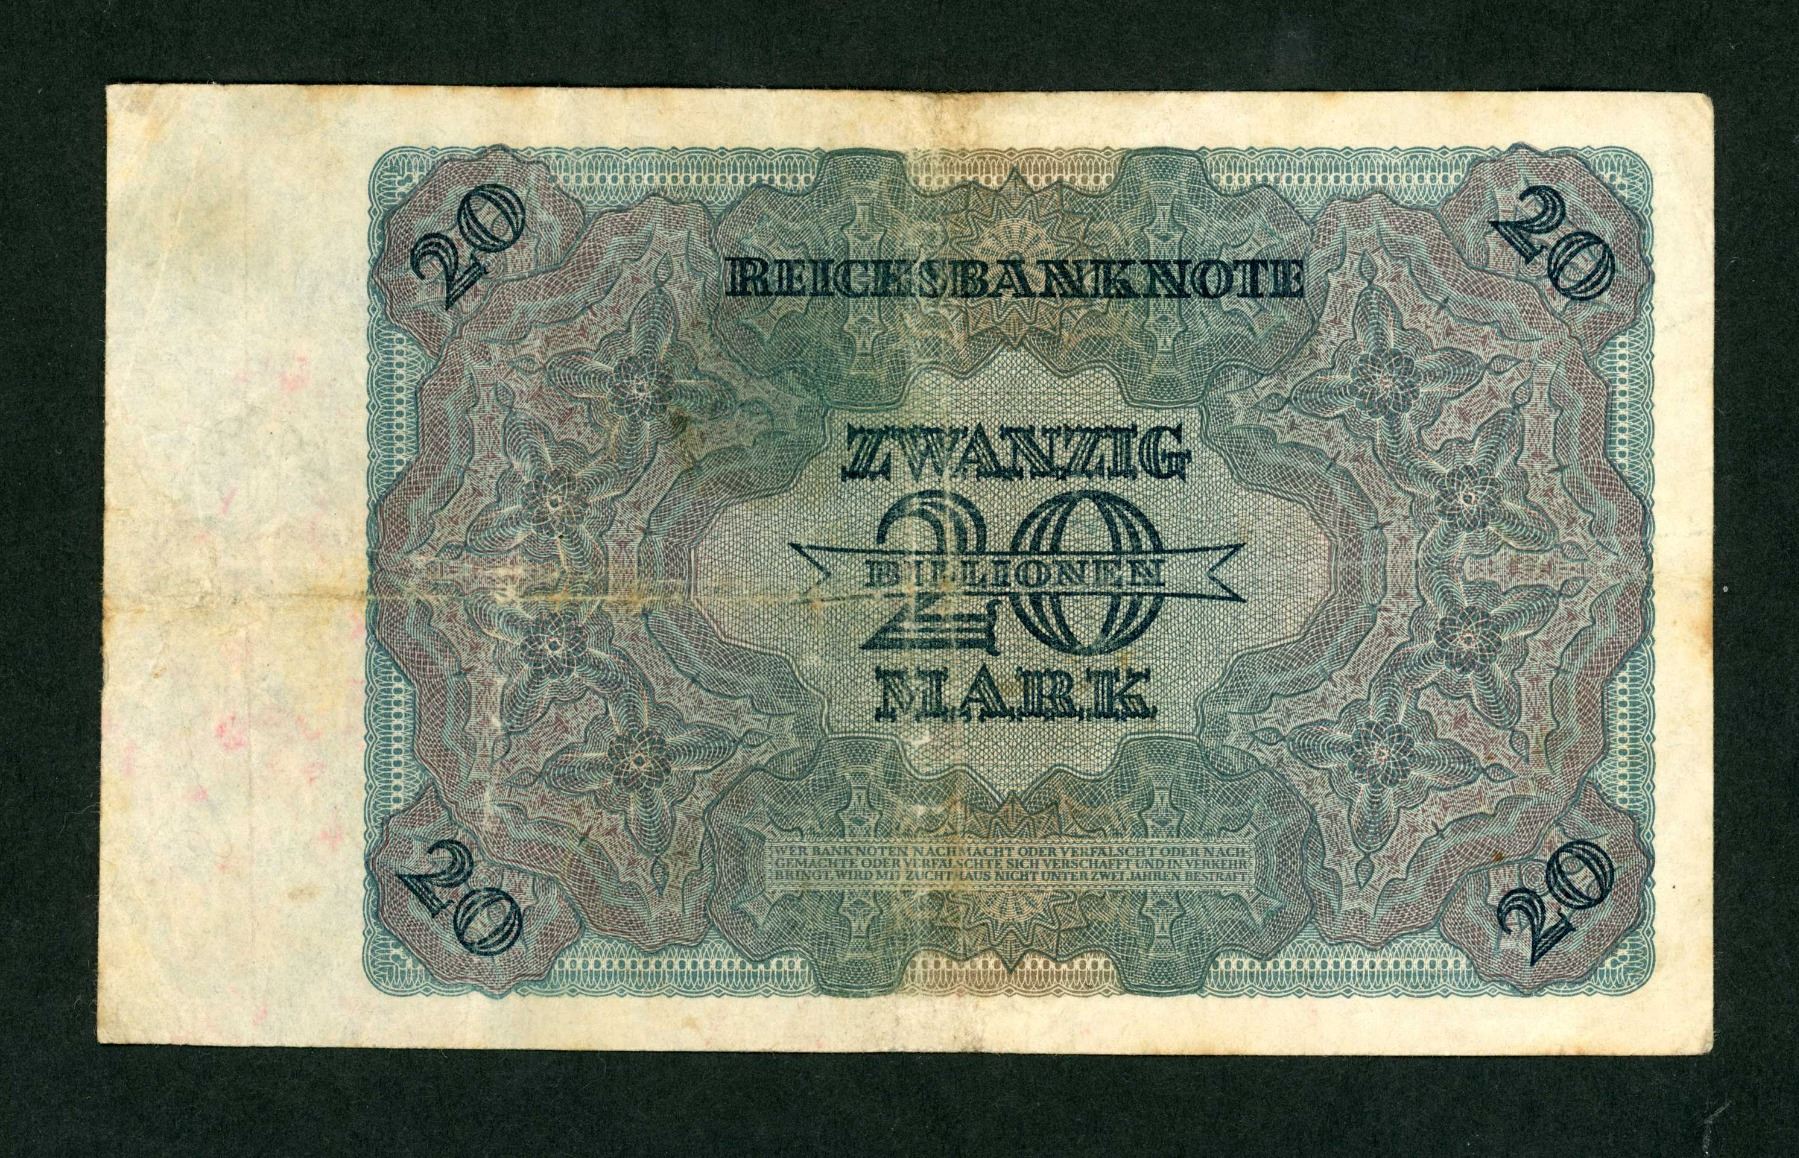 20
20
REICHSBANKNOTE
ZWANZIG
20
BILLIONEN
MARK
WER BANKNOTEN NACHMACHT ODER VERFÄLSCHT ODER NACH
GEMACHTE ODER VERFÄLSCHTE SICH VERSCHAFFT UND IN VERKEHR
BRINGT, WIRD MIT ZUCHTHAUS NICHT UNTER ZWEI JAHREN BESTRAFT
20
20